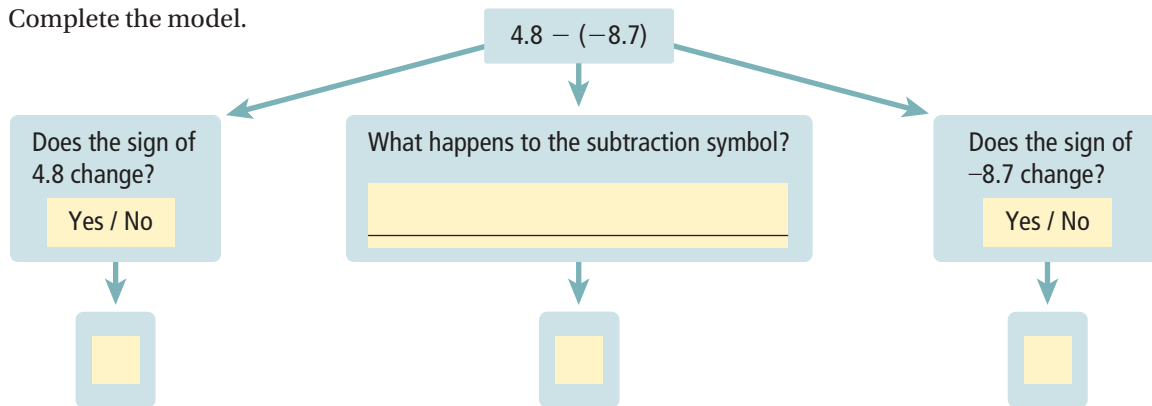 Complete the model.
4.8 − (−8.7)
Does the sign of
4.8 change?
Yes / No
What happens to the subtraction symbol?
Does the sign of
−8.7 change?
Yes / No